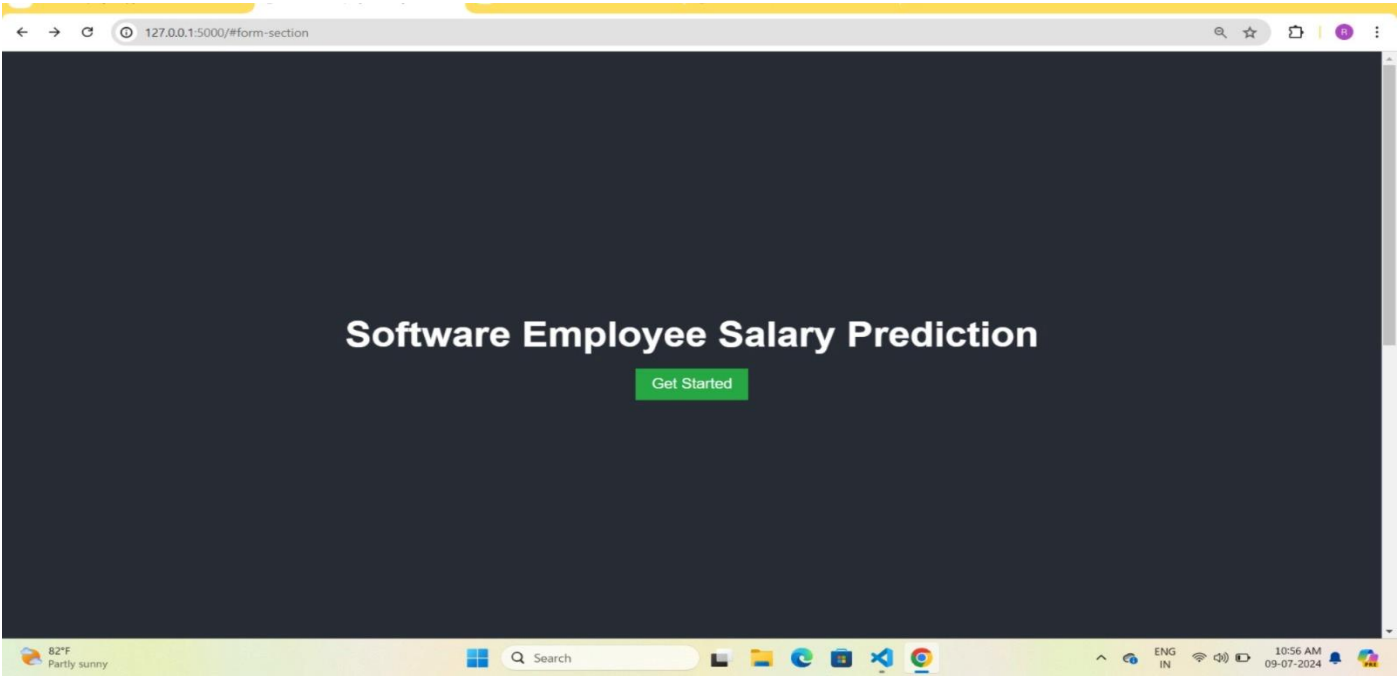 127.0.0.1:5000/#form-section
R
Software Employee Salary Prediction
Get Started
82°F
Partly sunny
Search
ENG
IN
10:56 AM
09-07-2024
PRE